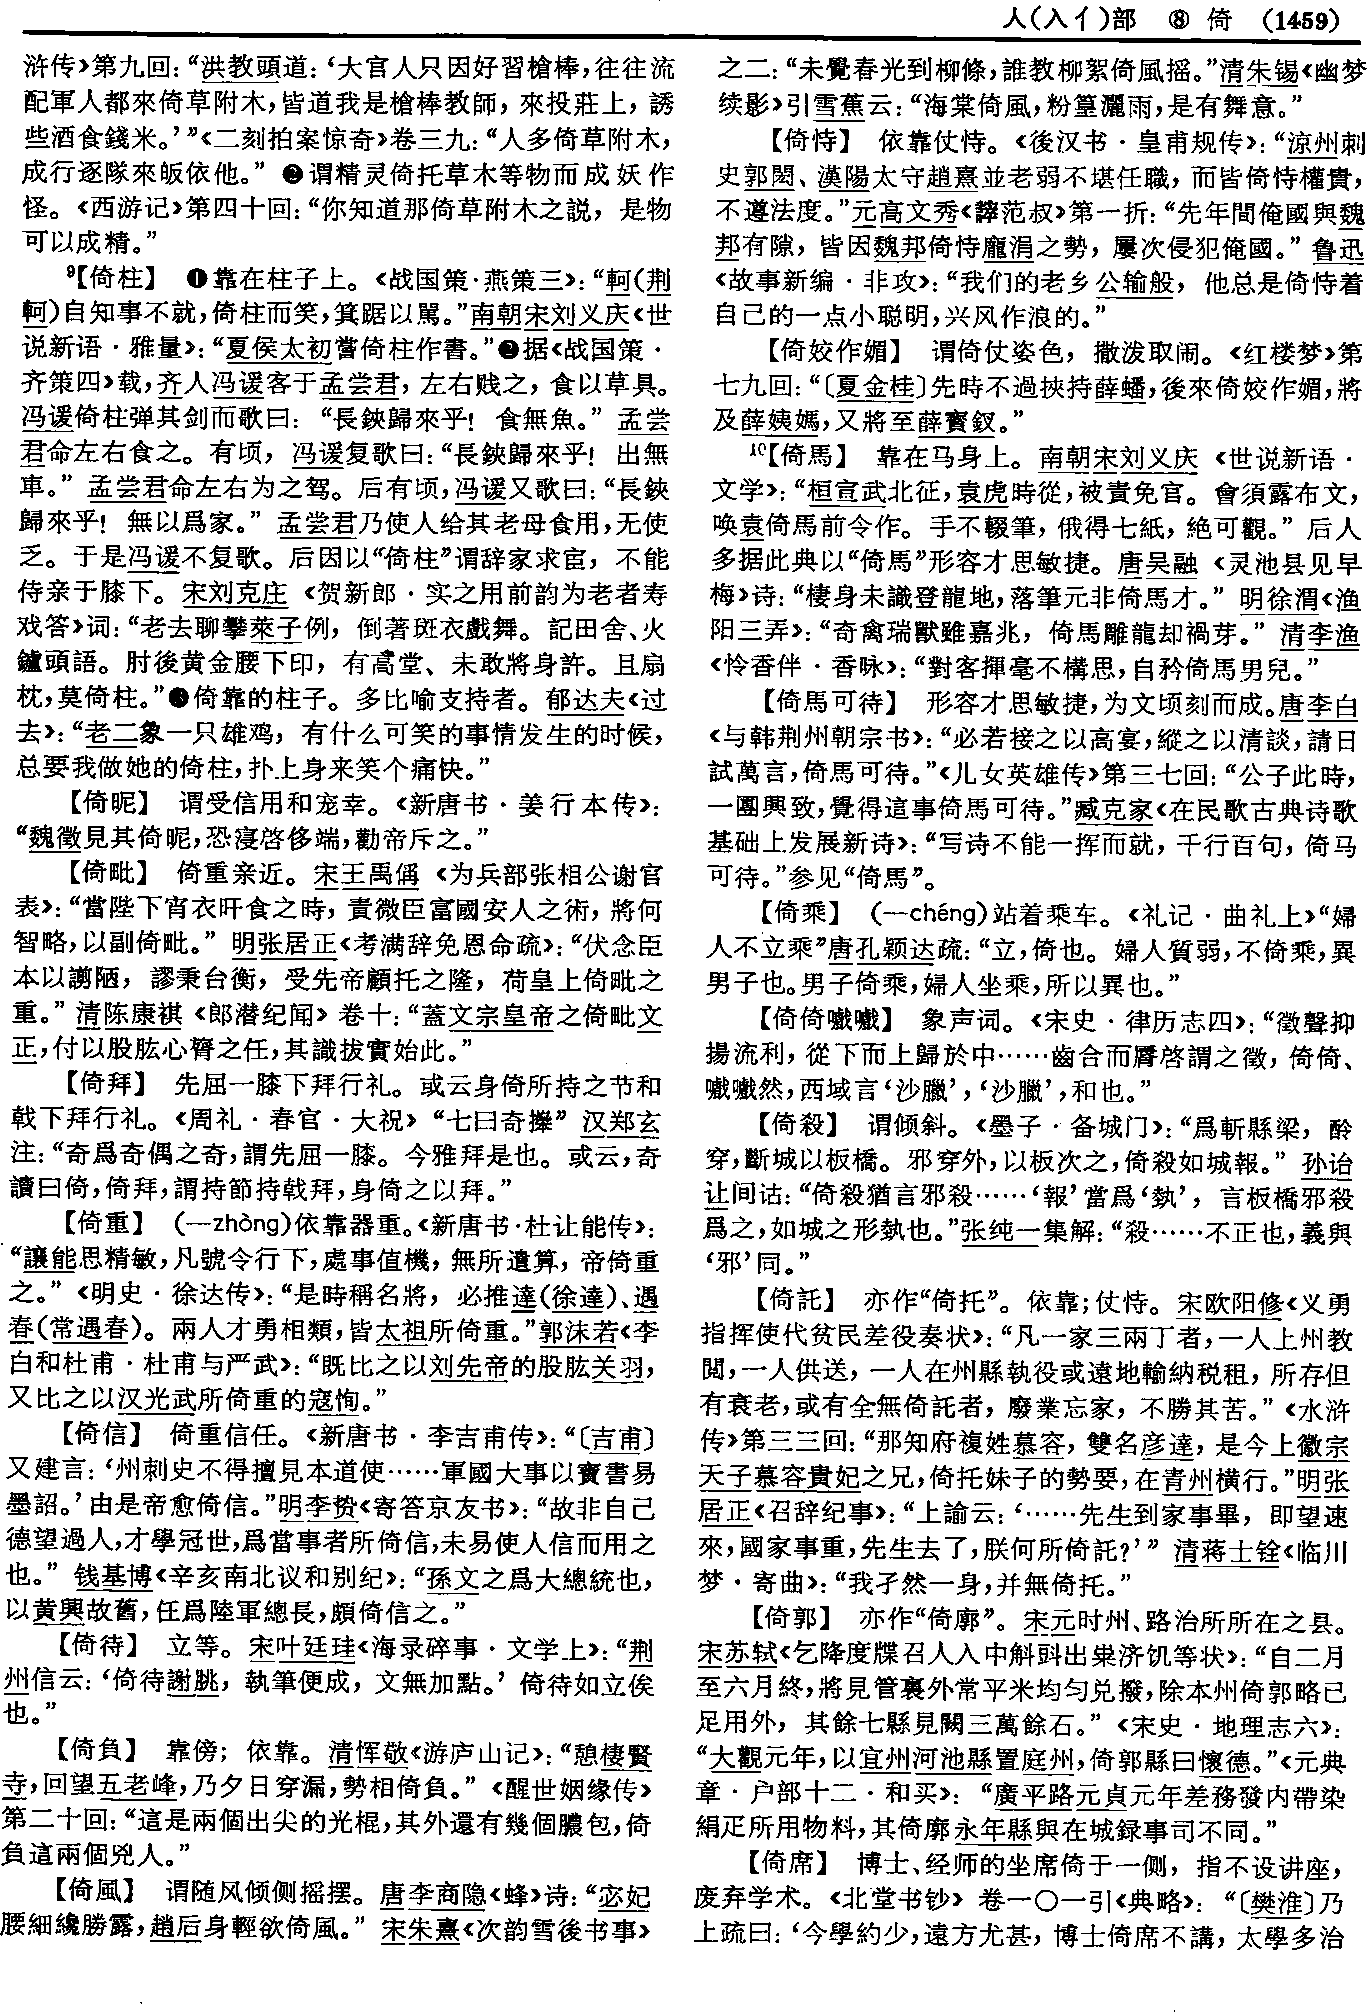 人(入亻)部　⑧　倚　(1459)
浒传》第九回：“洪教頭道：‘大官人只因好習槍棒，往往流
配軍人都來倚草附木，皆道我是槍棒教師，來投莊上，誘
些酒食錢米。’”《二刻拍案惊奇》卷三九：“人多倚草附木，
成行逐隊來皈依他。”❷谓精灵倚托草木等物而成妖作
怪。《西游记》第四十回：“你知道那倚草附木之説，是物
可以成精。”
⁹【倚柱】　❶靠在柱子上。《战国策·燕策三》：“軻(荆
軻)自知事不就，倚柱而笑，箕踞以駡。”南朝宋刘义庆《世
说新语·雅量》：“夏侯太初嘗倚柱作書。”❷据《战国策·
齐策四》载，齐人冯谖客于孟尝君，左右贱之，食以草具。
冯谖倚柱弹其剑而歌曰：“長鋏歸來乎！食無魚。”孟尝
君命左右食之。有顷，冯谖复歌曰：“長鋏歸來乎！出無
車。”孟尝君命左右为之驾。后有顷，冯谖又歌曰：“長鋏
歸來乎！無以爲家。”孟尝君乃使人给其老母食用，无使
乏。于是冯谖不复歌。后因以“倚柱”谓辞家求宦，不能
侍亲于膝下。宋刘克庄《贺新郎·实之用前韵为老者寿
戏答》词：“老去聊攀萊子例，倒著斑衣戲舞。記田舍、火
鑪頭語。肘後黄金腰下印，有高堂、未敢將身許。且扇
枕，莫倚柱。”❸倚靠的柱子。多比喻支持者。郁达夫《过
去》：“老二象一只雄鸡，有什么可笑的事情发生的时候，
总要我做她的倚柱，扑上身来笑个痛快。”
【倚昵】　谓受信用和宠幸。《新唐书·姜行本传》：
“魏徵見其倚昵，恐寖啓侈端，勸帝斥之。”
【倚毗】　倚重亲近。宋王禹偁《为兵部张相公谢官
表》：“當陛下宵衣旰食之時，責微臣富國安人之術，將何
智略，以副倚毗。”明张居正《考满辞免恩命疏》：“伏念臣
本以謭陋，謬秉台衡，受先帝顧托之隆，荷皇上倚毗之
重。”清陈康祺《郎潜纪闻》卷十：“蓋文宗皇帝之倚毗文
正，付以股肱心膂之任，其識拔實始此。”
【倚拜】　先屈一膝下拜行礼。或云身倚所持之节和
戟下拜行礼。《周礼·春官·大祝》“七曰奇㩺”汉郑玄
注：“奇爲奇偶之奇，謂先屈一膝。今雅拜是也。或云，奇
讀曰倚，倚拜，謂持節持戟拜，身倚之以拜。”
【倚重】　(—zhòng)依靠器重。《新唐书·杜让能传》：
“讓能思精敏，凡號令行下，處事值機，無所遺算，帝倚重
之。”《明史·徐达传》：“是時稱名將，必推達(徐達)、遇
春(常遇春)。兩人才勇相類，皆太祖所倚重。”郭沫若《李
白和杜甫·杜甫与严武》：“既比之以刘先帝的股肱关羽，
又比之以汉光武所倚重的寇恂。”
【倚信】　倚重信任。《新唐书·李吉甫传》：“〔吉甫〕
又建言：‘州刺史不得擅見本道使……軍國大事以寶書易
墨詔。’由是帝愈倚信。”明李贽《寄答京友书》：“故非自己
德望過人，才學冠世，爲當事者所倚信，未易使人信而用之
也。”钱基博《辛亥南北议和别纪》：“孫文之爲大總統也，
以黄興故舊，任爲陸軍總長，頗倚信之。”
【倚待】　立等。宋叶廷珪《海录碎事·文学上》：“荆
州信云：‘倚待謝朓，執筆便成，文無加點。’倚待如立俟
也。”
【倚負】　靠傍；依靠。清恽敬《游庐山记》：“憩棲賢
寺，回望五老峰，乃夕日穿漏，勢相倚負。”《醒世姻缘传》
第二十回：“這是兩個出尖的光棍，其外還有幾個膿包，倚
負這兩個兇人。”
【倚風】　谓随风倾侧摇摆。唐李商隐《蜂》诗：“宓妃
腰細纔勝露，趙后身輕欲倚風。”宋朱熹《次韵雪後书事》
之二：“未覺春光到柳條，誰教柳絮倚風摇。”清朱锡《幽梦
续影》引雪蕉云：“海棠倚風，粉篁灑雨，是有舞意。”
【倚恃】　依靠仗恃。《後汉书·皇甫规传》：“凉州刺
史郭閎、漢陽太守趙熹並老弱不堪任職，而皆倚恃權貴，
不遵法度。”元高文秀《谇范叔》第一折：“先年間俺國與魏
邦有隙，皆因魏邦倚恃龐涓之勢，屢次侵犯俺國。”鲁迅
《故事新编·非攻》：“我们的老乡公输般，他总是倚恃着
自己的一点小聪明，兴风作浪的。”
【倚姣作媚】　谓倚仗姿色，撒泼取闹。《红楼梦》第
七九回：“〔夏金桂〕先時不過挾持薛蟠，後來倚姣作媚，將
及薛姨媽，又將至薛寶釵。”
¹⁰【倚馬】　靠在马身上。南朝宋刘义庆《世说新语·
文学》：“桓宣武北征，袁虎時從，被責免官。會須露布文，
唤袁倚馬前令作。手不輟筆，俄得七紙，絶可觀。”后人
多据此典以“倚馬”形容才思敏捷。唐吴融《灵池县见早
梅》诗：“棲身未識登龍地，落筆元非倚馬才。”明徐渭《渔
阳三弄》：“奇禽瑞獸雖嘉兆，倚馬雕龍却禍芽。”清李渔
《怜香伴·香咏》：“對客揮毫不構思，自矜倚馬男兒。”
【倚馬可待】　形容才思敏捷，为文顷刻而成。唐李白
《与韩荆州朝宗书》：“必若接之以高宴，縱之以清談，請日
試萬言，倚馬可待。”《儿女英雄传》第三七回：“公子此時，
一團興致，覺得這事倚馬可待。”臧克家《在民歌古典诗歌
基础上发展新诗》：“写诗不能一挥而就，千行百句，倚马
可待。”参见“倚馬”。
【倚乘】　(—chéng)站着乘车。《礼记·曲礼上》“婦
人不立乘”唐孔颖达疏：“立，倚也。婦人質弱，不倚乘，異
男子也。男子倚乘，婦人坐乘，所以異也。”
【倚倚嚱嚱】　象声词。《宋史·律历志四》：“徵聲抑
揚流利，從下而上歸於中……齒合而脣啓謂之徵，倚倚、
嚱嚱然，西域言‘沙臘’，‘沙臘’，和也。”
【倚殺】　谓倾斜。《墨子·备城门》：“爲斬縣梁，酓
穿，斷城以板橋。邪穿外，以板次之，倚殺如城報。”孙诒
让间诂：“倚殺猶言邪殺……‘報’當爲‘埶’，言板橋邪殺
爲之，如城之形埶也。”张纯一集解：“殺……不正也，義與
‘邪’同。”
【倚託】　亦作“倚托”。依靠；仗恃。宋欧阳修《义勇
指挥使代贫民差役奏状》：“凡一家三兩丁者，一人上州教
閲，一人供送，一人在州縣執役或遠地輸納税租，所存但
有衰老，或有全無倚託者，廢業忘家，不勝其苦。”《水浒
传》第三三回：“那知府複姓慕容，雙名彦達，是今上徽宗
天子慕容貴妃之兄，倚托妹子的勢要，在青州横行。”明张
居正《召辞纪事》：“上諭云：‘……先生到家事畢，即望速
來，國家事重，先生去了，朕何所倚託？’”清蒋士铨《临川
梦·寄曲》：“我孑然一身，并無倚托。”
【倚郭】　亦作“倚廓”。宋元时州、路治所所在之县。
宋苏轼《乞降度牒召人入中斛㪷出粜济饥等状》：“自二月
至六月終，將見管裏外常平米均匀兑撥，除本州倚郭略已
足用外，其餘七縣見闕三萬餘石。”《宋史·地理志六》：
“大觀元年，以宜州河池縣置庭州，倚郭縣曰懷德。”《元典
章·户部十二·和买》：“廣平路元貞元年差務發内帶染
絹疋所用物料，其倚廓永年縣與在城録事司不同。”
【倚席】　博士、经师的坐席倚于一侧，指不设讲座，
废弃学术。《北堂书钞》卷一〇一引《典略》：“〔樊淮〕乃
上疏曰：‘今學約少，遠方尤甚，博士倚席不講，太學多治